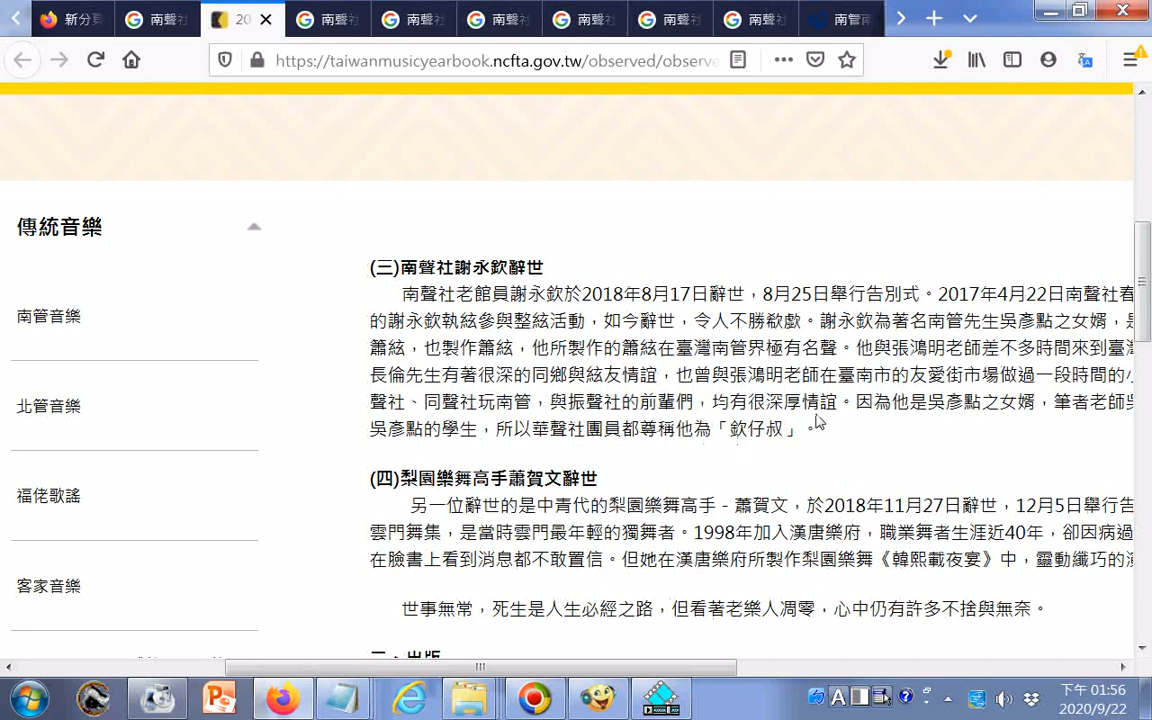 新分頁
南聲社
20
南聲社
南聲社
南聲社
南聲社
南聲社
南聲社
南管
https://taiwanmusicyearbook.ncfta.gov.tw/observed/observe
傳統音樂
南管音樂
北管音樂
福佬歌謠
客家音樂
(三)南聲社謝永欽辭世
南聲社老館員謝永欽於2018年8月17日辭世，8月25日舉行告別式。2017年4月22日南聲社春
的謝永欽執絃參與整絃活動，如今辭世，令人不勝欷歔。謝永欽為著名南管先生吳彥點之女婿，是
簫絃，也製作簫絃，他所製作的簫絃在臺灣南管界極有名聲。他與張鴻明老師差不多時間來到臺灣
長倫先生有著很深的同鄉與絃友情誼，也曾與張鴻明老師在臺南市的友愛街市場做過一段時間的小
聲社、同聲社玩南管，與振聲社的前輩們，均有很深厚情誼。因為他是吳彥點之女婿，筆者老師吳
吳彥點的學生，所以華聲社團員都尊稱他為「欽仔叔」。
(四)梨園樂舞高手蕭賀文辭世
另一位辭世的是中青代的梨園樂舞高手－蕭賀文，於2018年11月27日辭世，12月5日舉行告
雲門舞集，是當時雲門最年輕的獨舞者。1998年加入漢唐樂府，職業舞者生涯近40年，卻因病過
在臉書上看到消息都不敢置信。但她在漢唐樂府所製作梨園樂舞《韓熙載夜宴》中，靈動纖巧的演
世事無常，死生是人生必經之路，但看著老樂人凋零，心中仍有許多不捨與無奈。
二、出版
下午 01:56
2020/9/22